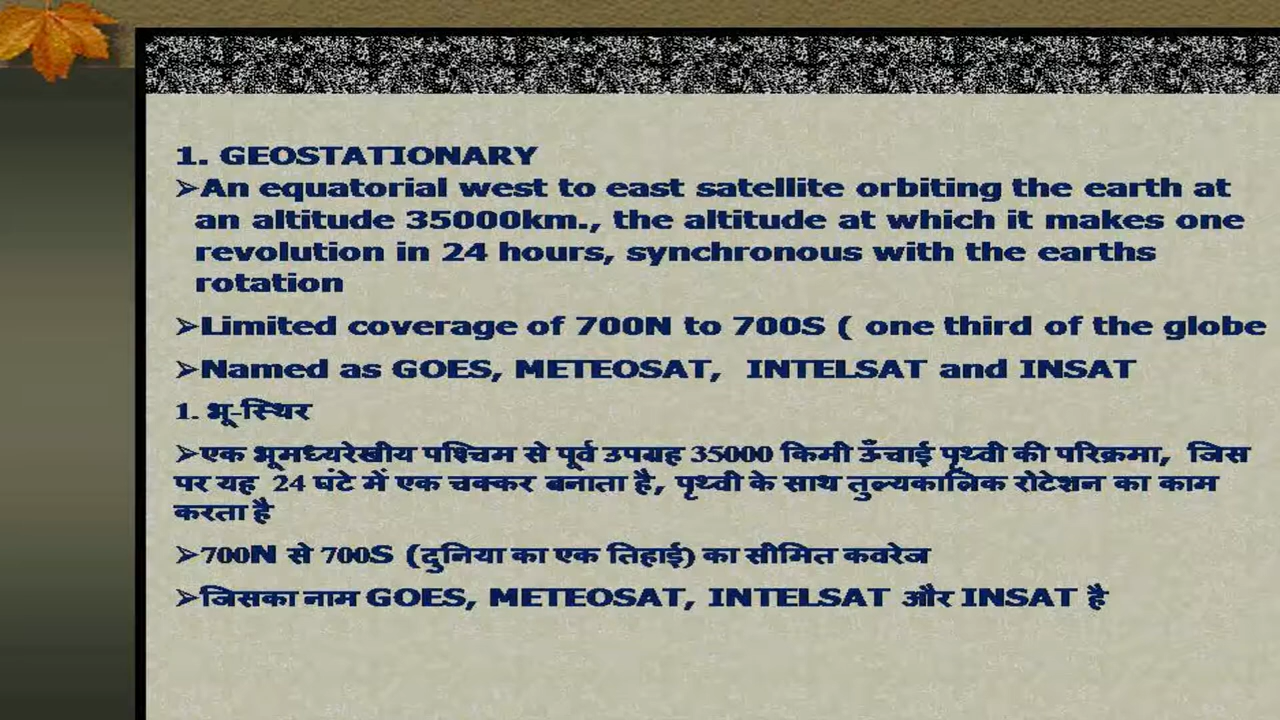 1. GEOSTATIONARY
➢An equatorial west to east satellite orbiting the earth at
an altitude 35000km., the altitude at which it makes one
revolution in 24 hours, synchronous with the earths
rotation
➢Limited coverage of 700N to 700S ( one third of the globe
➢Named as GOES, METEOSAT, INTELSAT and INSAT
1. भू-स्थिर
➢एक भूमध्यरेखीय पश्चिम से पूर्व उपग्रह 35000 किमी ऊँचाई पृथ्वी की परिक्रमा, जिस
पर यह 24 घंटे में एक चक्कर बनाता है, पृथ्वी के साथ तुल्यकालिक रोटेशन का काम
करता है
➢700N से 700S (दुनिया का एक तिहाई) का सीमित कवरेज
➢जिसका नाम GOES, METEOSAT, INTELSAT और INSAT है